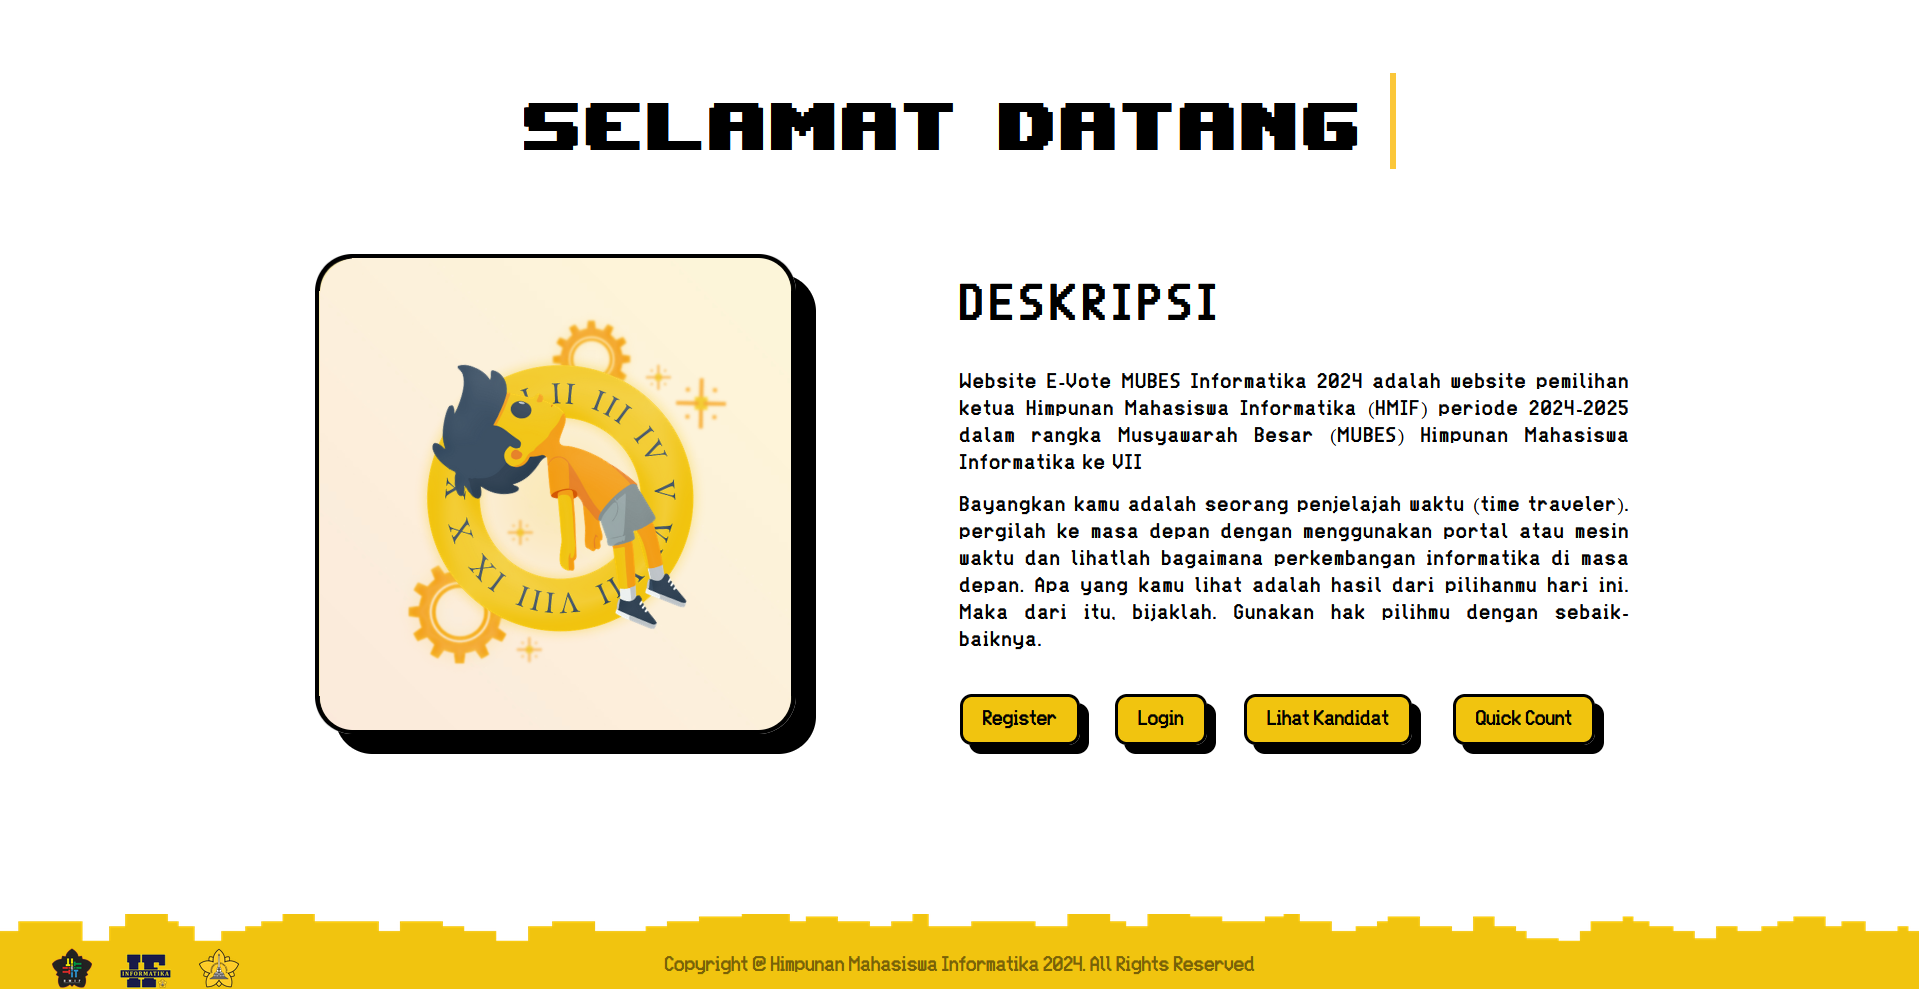 SELAMAT DATANG
II III IV V
X XI VIII VII
DESKRIPSI
Website E-Vote MUBES Informatika 2024 adalah website pemilihan
ketua Himpunan Mahasiswa Informatika (HMIF) periode 2024-2025
dalam rangka Musyawarah Besar (MUBES) Himpunan Mahasiswa
Informatika ke VII
Bayangkan kamu adalah seorang penjelajah waktu (time traveler).
pergilah ke masa depan dengan menggunakan portal atau mesin
waktu dan lihatlah bagaimana perkembangan informatika di masa
depan. Apa yang kamu lihat adalah hasil dari pilihanmu hari ini.
Maka dari itu, bijaklah. Gunakan hak pilihmu dengan sebaik-
baiknya.
Register
Login
Lihat Kandidat
Quick Count
IF
INFORMATIKA
Copyright @ Himpunan Mahasiswa Informatika 2024. All Rights Reserved